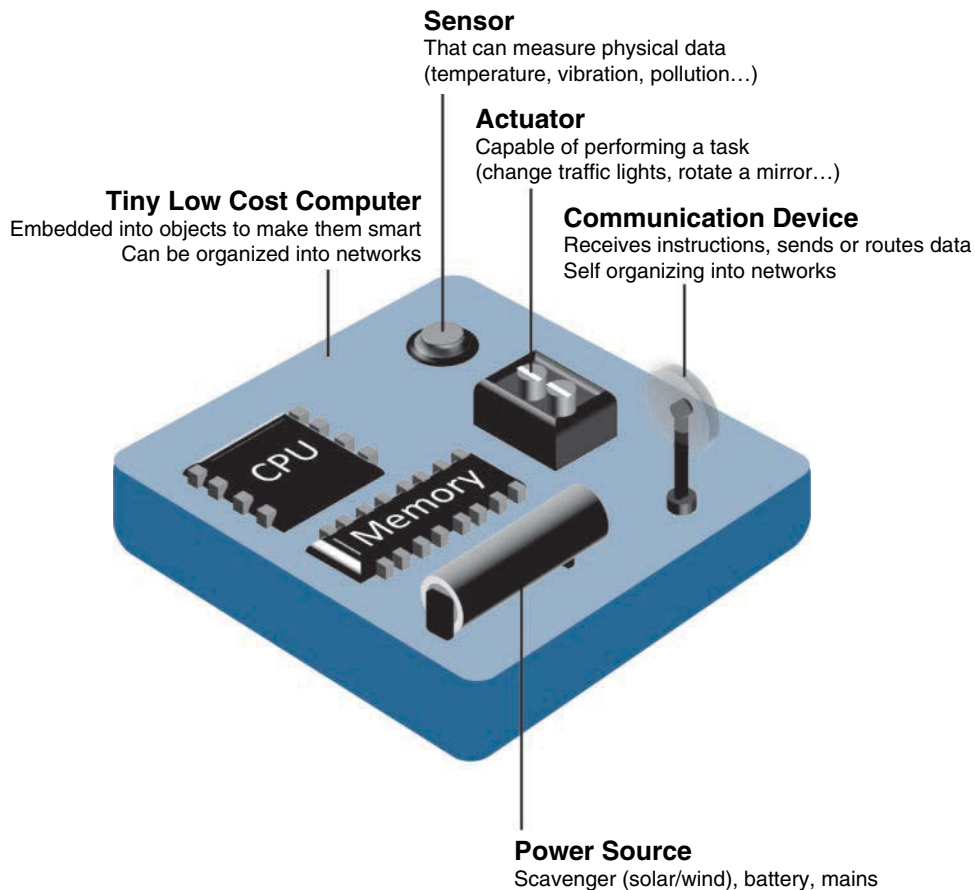 Sensor
That can measure physical data
(temperature, vibration, pollution…)
Actuator
Capable of performing a task
(change traffic lights, rotate a mirror…)
Tiny Low Cost Computer
Embedded into objects to make them smart
Can be organized into networks
Communication Device
Receives instructions, sends or routes data
Self organizing into networks
CPU
Memory
Power Source
Scavenger (solar/wind), battery, mains